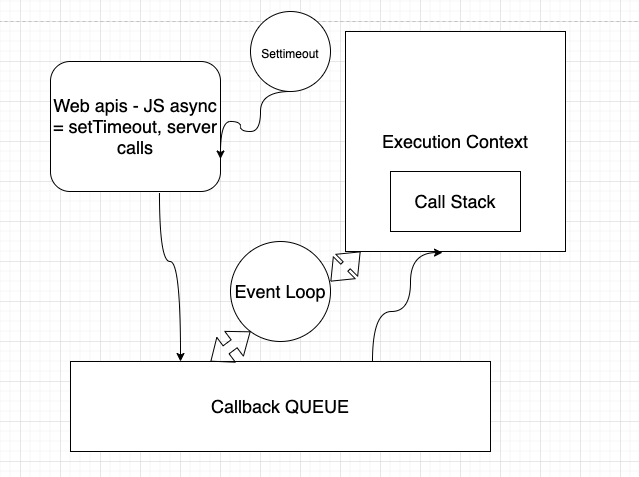 Settimeout
Web apis - JS async
= setTimeout, server
calls
Execution Context
Call Stack
Event Loop
Callback QUEUE